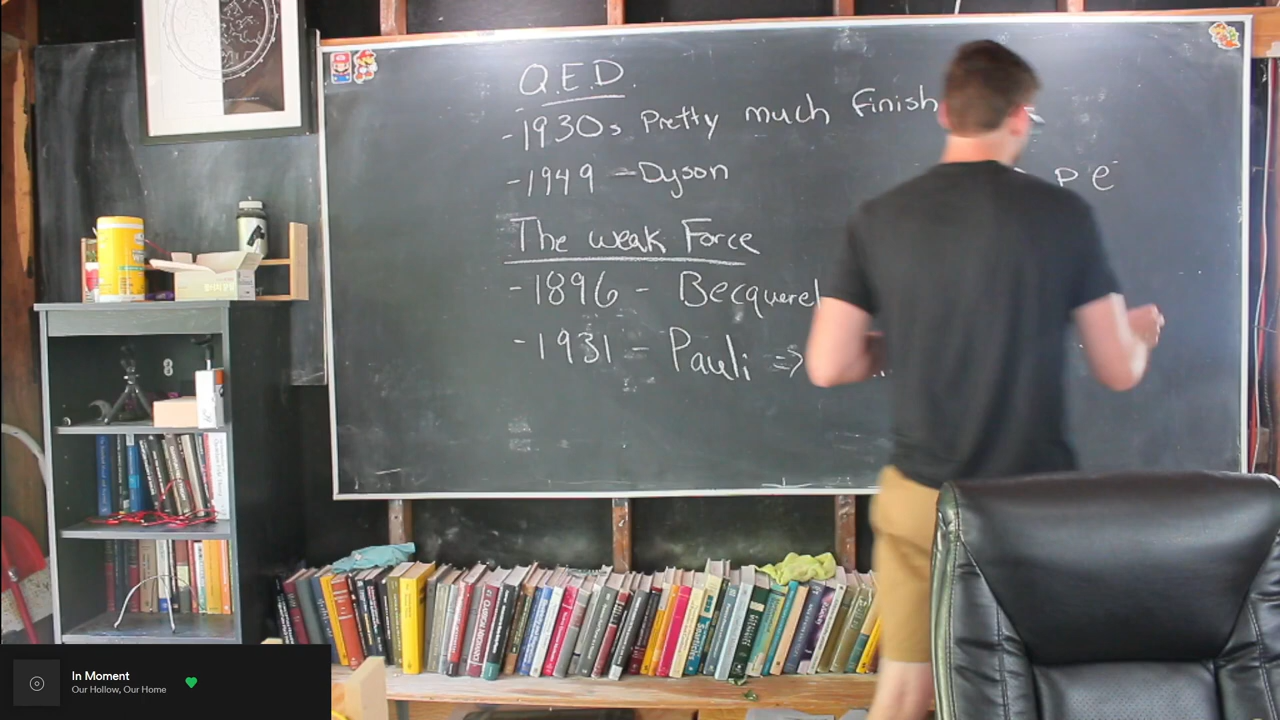 Q.E.D.
-1930s Pretty much finish
p e⁻
-1949 - Dyson
The weak Force
-1896 - Becquerel
-1931 - Pauli =>
In Moment
Our Hollow, Our Home